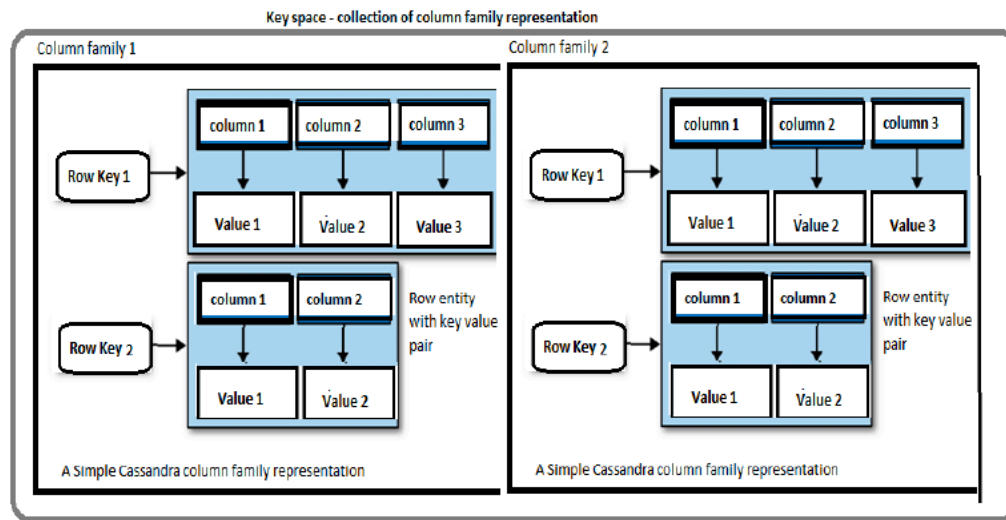 Key space - collection of column family representation
Column family 1
column 1
column 2
column 3
Row Key 1
Value 1
Value 2
Value 3
column 1
column 2
Row entity
with key value
pair
Row Key 2
Value 1
Value 2
A Simple Cassandra column family representation
Column family 2
column 1
column 2
column 3
Row Key 1
Value 1
Value 2
Value 3
column 1
column 2
Row entity
with key value
pair
Row Key 2
Value 1
Value 2
A Simple Cassandra column family representation